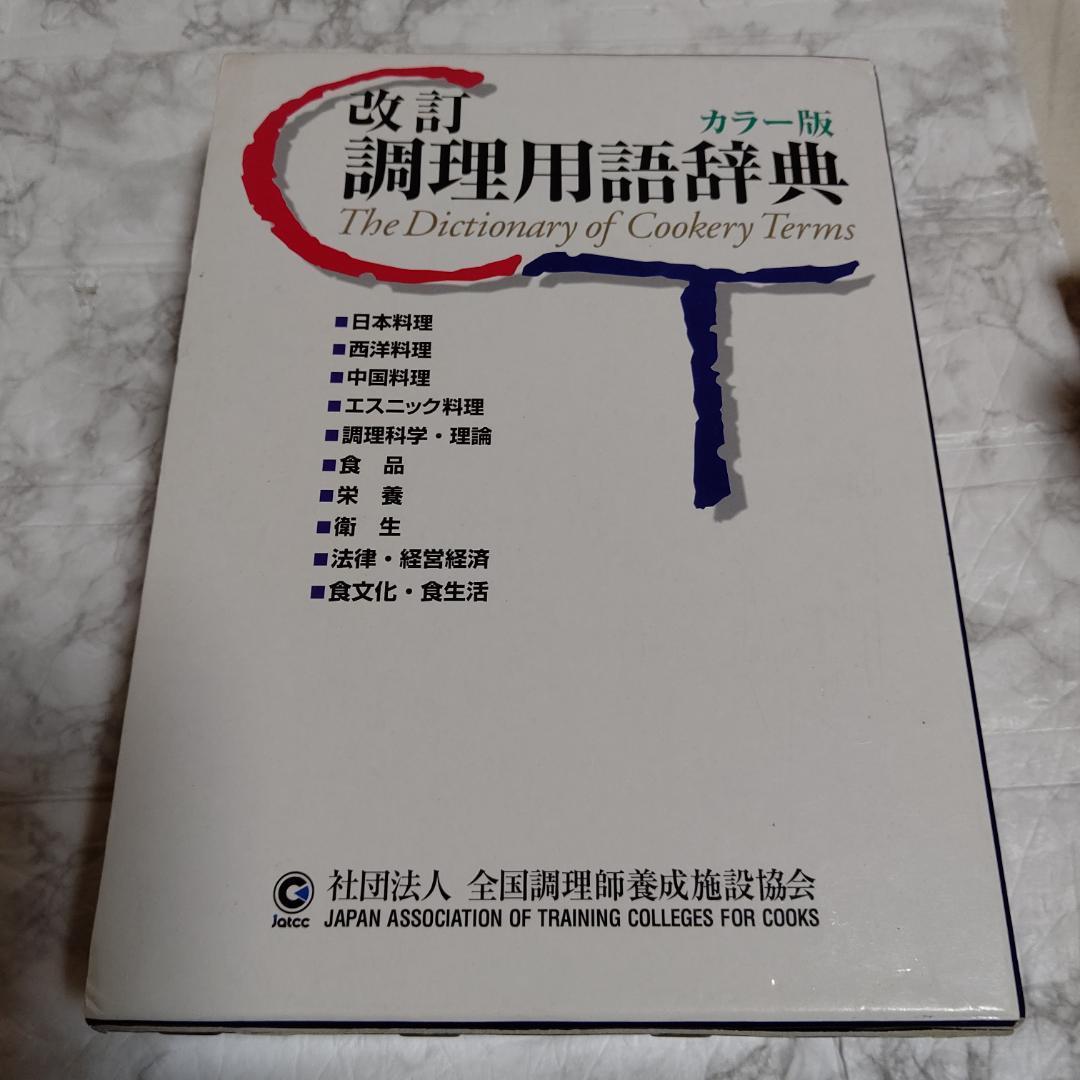 改訂
カラー版
調理用語辞典
The Dictionary of Cookery Terms
■日本料理
■西洋料理
■中国料理
■エスニック料理
■調理科学・理論
■食 品
■栄 養
■衛 生
■法律・経営経済
■食文化・食生活
社団法人 全国調理師養成施設協会
jatcc
JAPAN ASSOCIATION OF TRAINING COLLEGES FOR COOKS